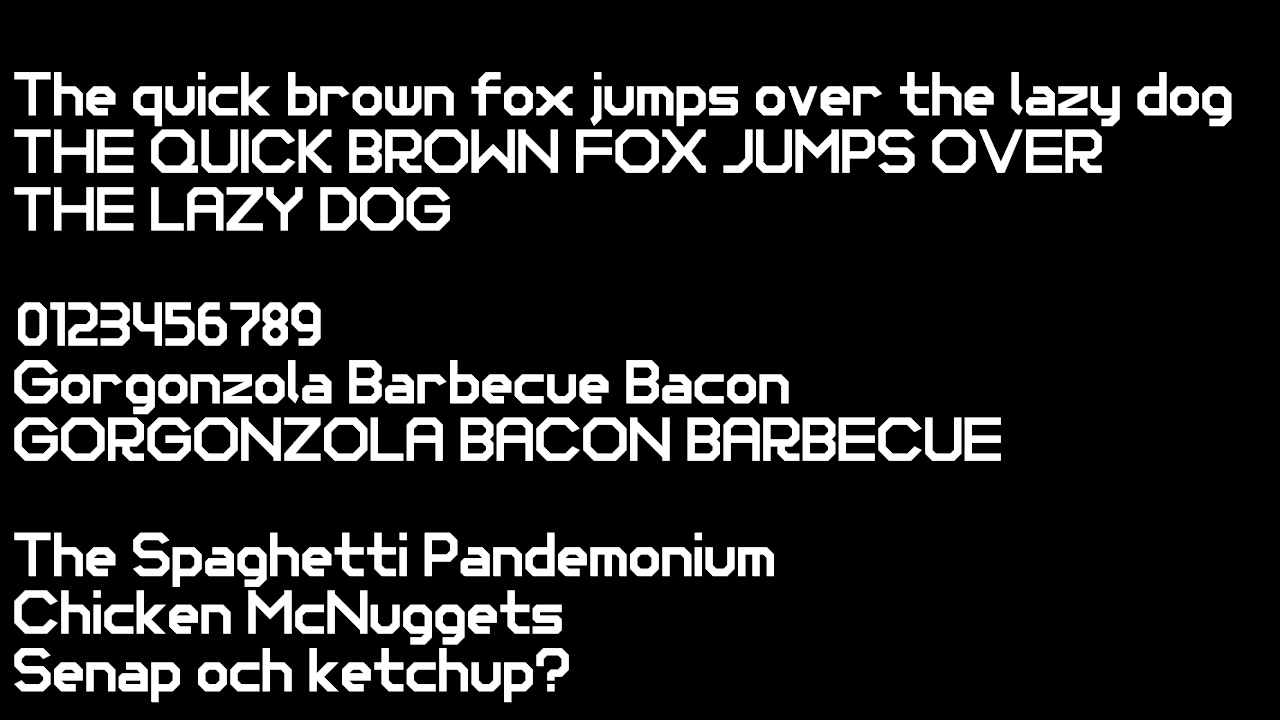 The quick brown fox jumps over the lazy dog
THE QUICK BROWN FOX JUMPS OVER
THE LAZY DOG
0123456789
Gorgonzola Barbecue Bacon
GORGONZOLA BACON BARBECUE
The Spaghetti Pandemonium
Chicken McNuggets
Senap och ketchup?